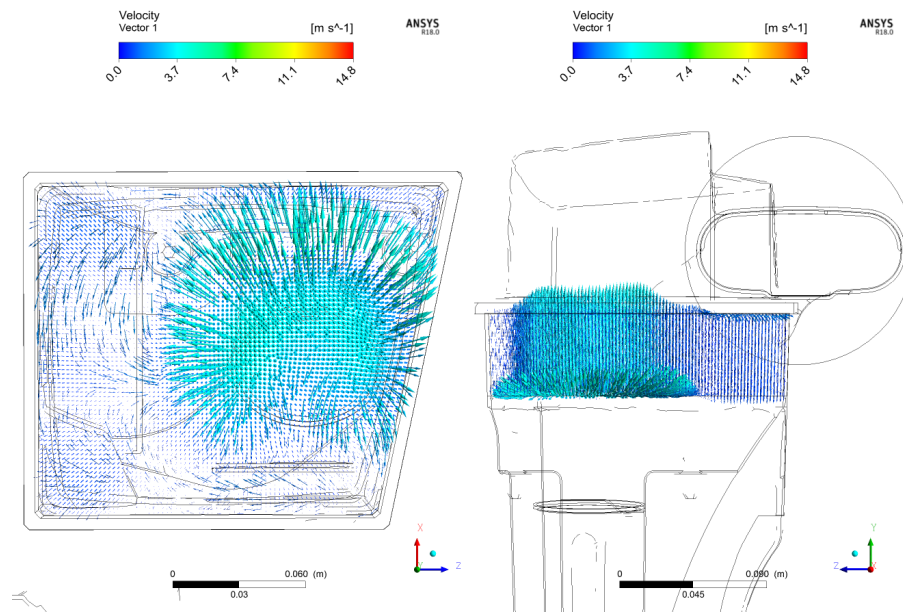 Velocity
Vector 1
[m s^-1]
ANSYS
R18.0
0.0
3.7
7.4
11.1
14.8
X
Y
Z
0
0.060 (m)
0.03
Velocity
Vector 1
[m s^-1]
ANSYS
R18.0
0.0
3.7
7.4
11.1
14.8
Y
Z
X
0
0.090 (m)
0.045